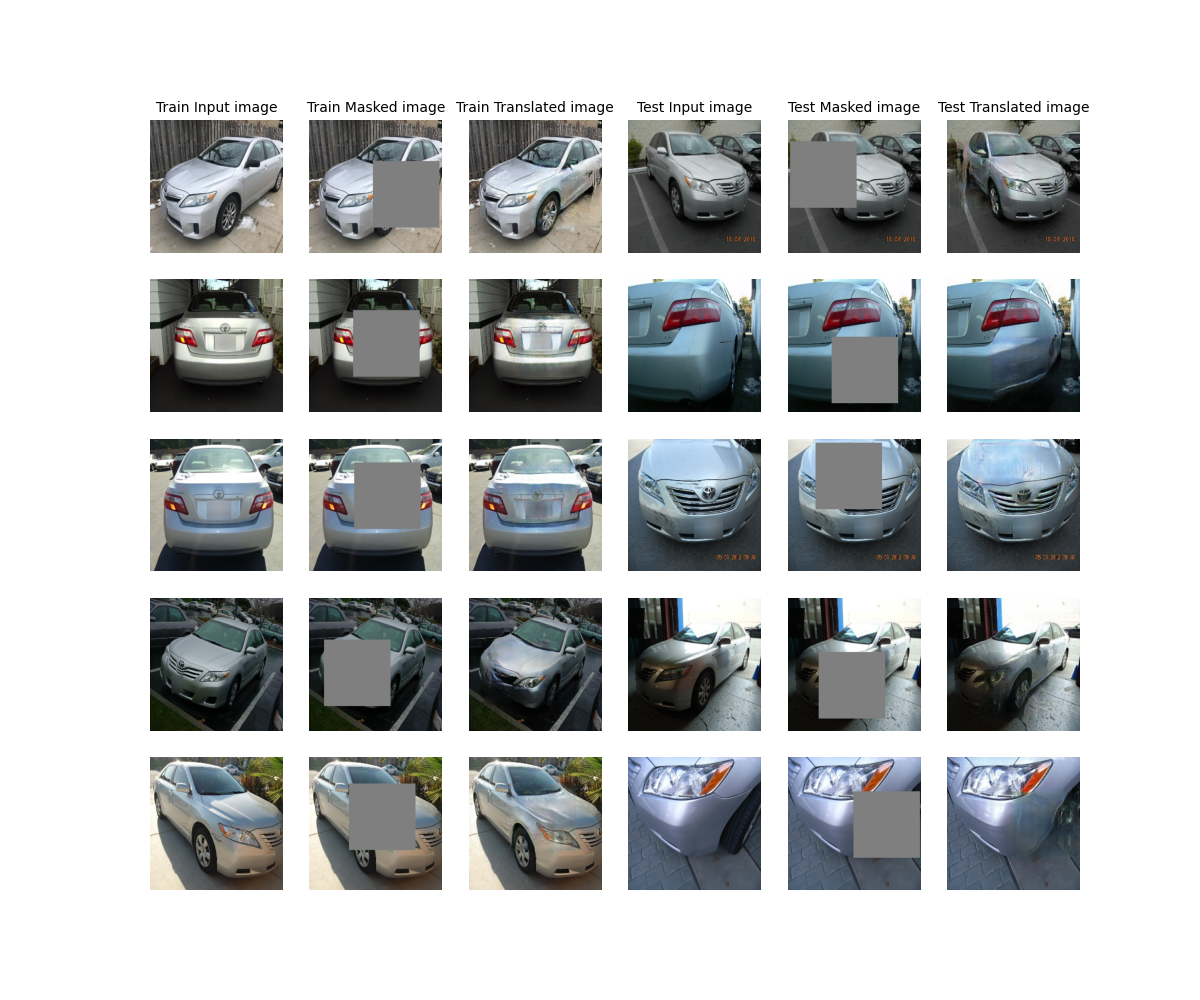 Train Input image
Train Masked image
Train Translated image
Test Input image
Test Masked image
Test Translated image